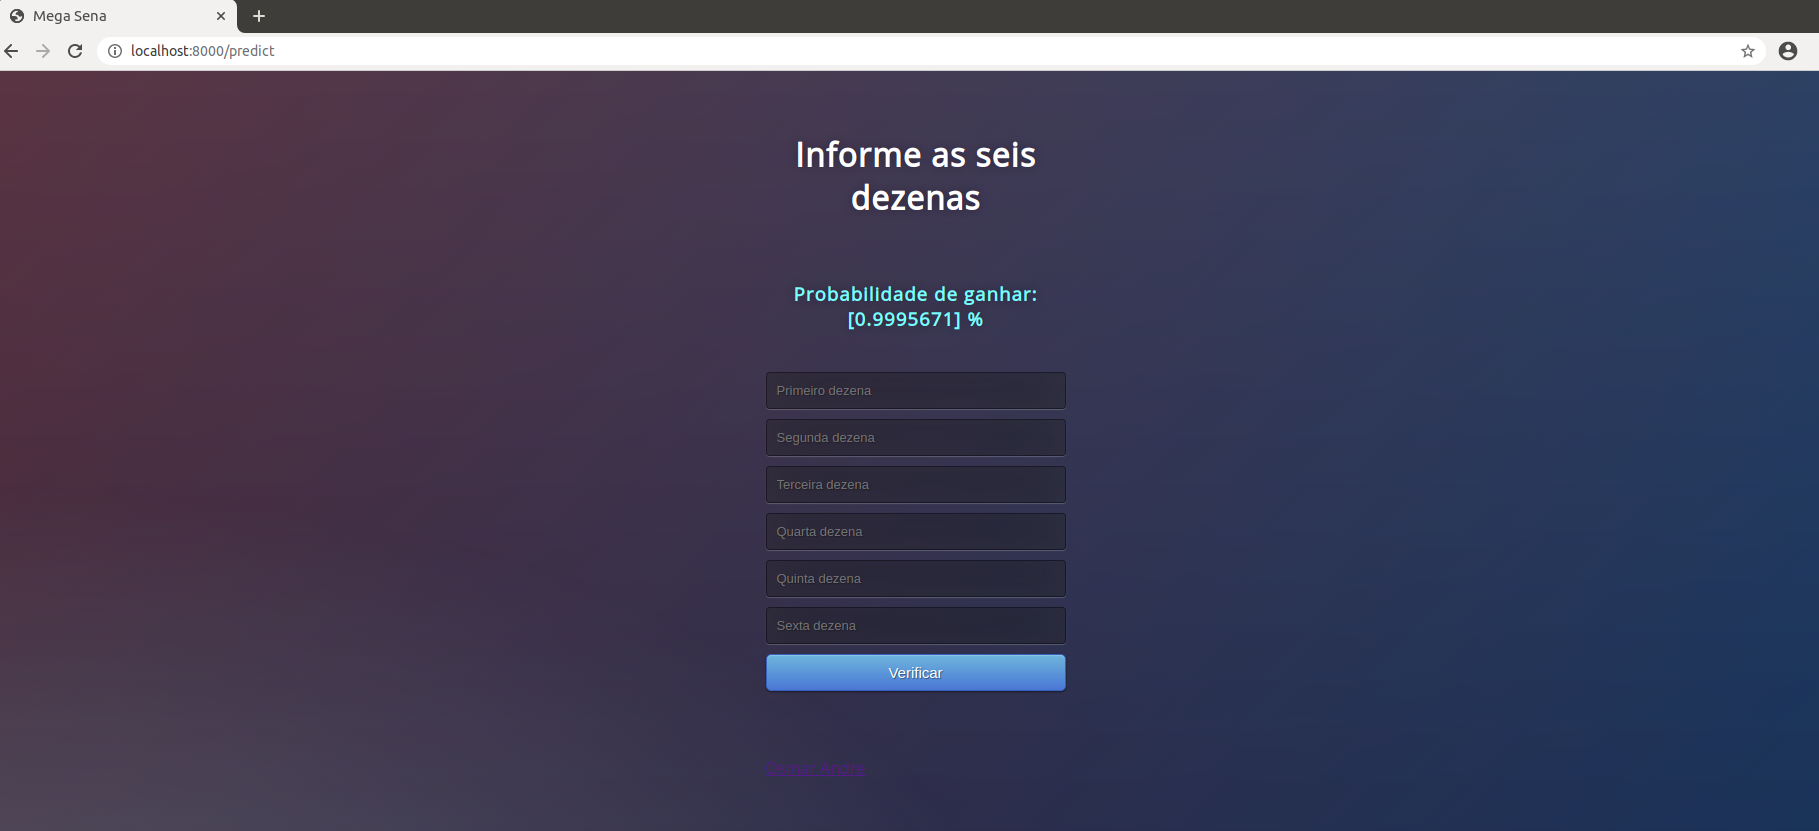 Mega Sena
localhost:8000/predict
Informe as seis
dezenas
Probabilidade de ganhar:
[0.9995671] %
Primeiro dezena
Segunda dezena
Terceira dezena
Quarta dezena
Quinta dezena
Sexta dezena
Verificar